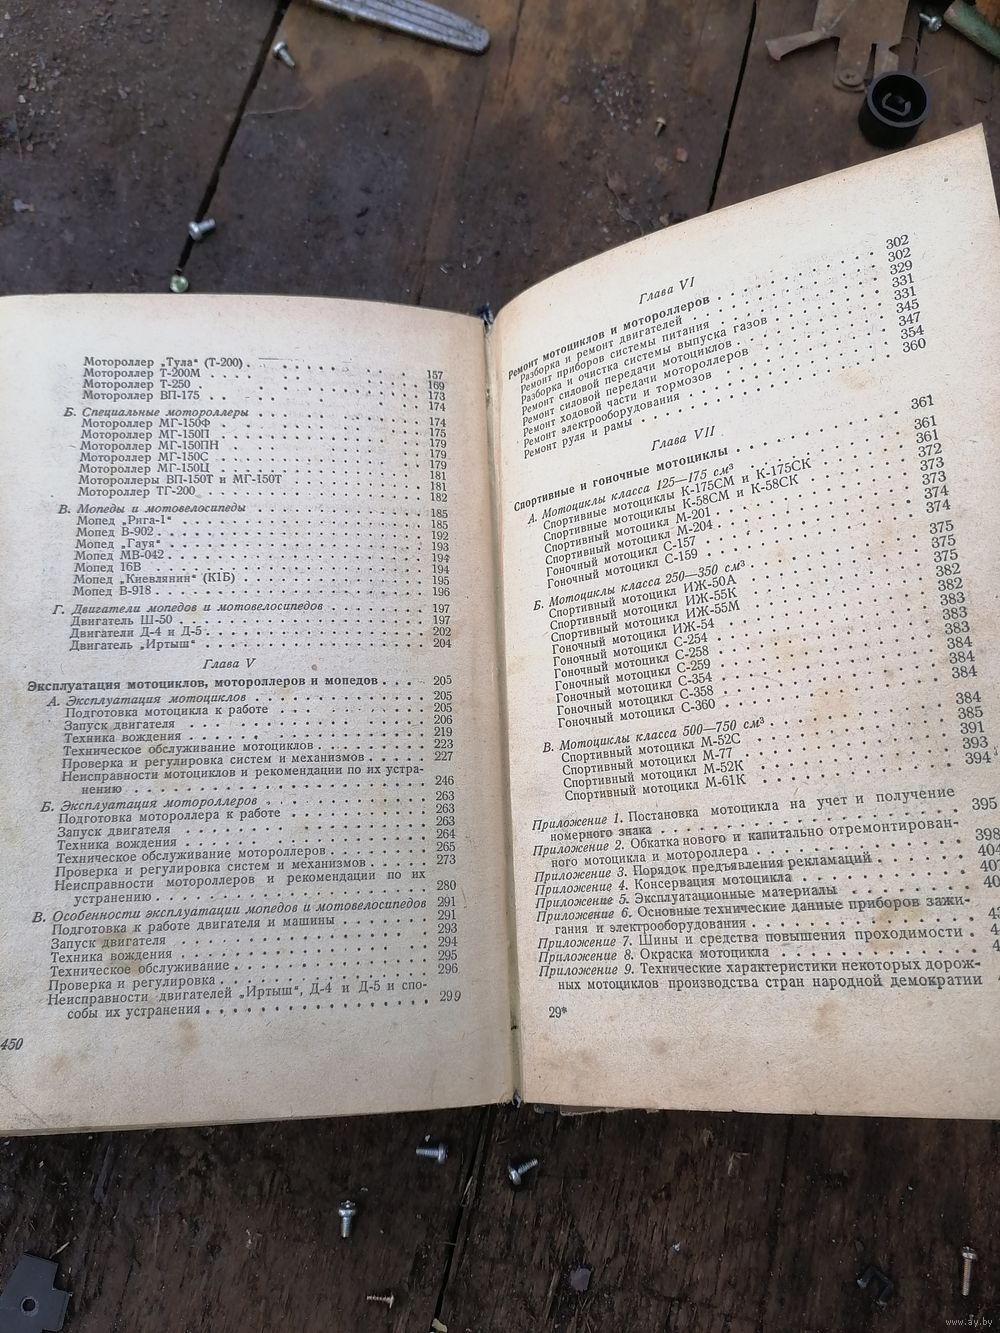 Мотороллер „Тула“ (Т-200) . . . 157
Мотороллер Т-200М . . . 169
Мотороллер Т-250 . . . 173
Мотороллер ВП-175 . . . 174
Б. Специальные мотороллеры . . . 174
Мотороллер МГ-150Ф . . . 175
Мотороллер МГ-150П . . . 179
Мотороллер МГ-150ПН . . . 179
Мотороллер МГ-150С . . . 179
Мотороллер МГ-150Ц . . . 181
Мотороллеры ВП-150Т и МГ-150Т . . . 181
Мотороллер ТГ-200 . . . 182
В. Мопеды и мотовелосипеды . . . 185
Мопед „Рига-1“ . . . 185
Мопед В-902 . . . 192
Мопед „Гауя“ . . . 193
Мопед МВ-042 . . . 194
Мопед 16В . . . 194
Мопед „Киевлянин“ (К1Б) . . . 195
Мопед В-918 . . . 196
Г. Двигатели мопедов и мотовелосипедов . . . 197
Двигатель Ш-50 . . . 197
Двигатели Д-4 и Д-5 . . . 202
Двигатель „Иртыш“ . . . 204
Глава V
Эксплуатация мотоциклов, мотороллеров и мопедов . . . 205
А. Эксплуатация мотоциклов . . . 205
Подготовка мотоцикла к работе . . . 205
Запуск двигателя . . . 206
Техника вождения . . . 219
Техническое обслуживание мотоциклов . . . 223
Проверка и регулировка систем и механизмов . . . 227
Неисправности мотоциклов и рекомендации по их устра-
нению . . . 246
Б. Эксплуатация мотороллеров . . . 263
Подготовка мотороллера к работе . . . 263
Запуск двигателя . . . 263
Техника вождения . . . 264
Техническое обслуживание мотороллеров . . . 265
Проверка и регулировка систем и механизмов . . . 273
Неисправности мотороллеров и рекомендации по их
устранению . . . 280
В. Особенности эксплуатации мопедов и мотовелосипедов 291
Подготовка к работе двигателя и машины . . . 291
Запуск двигателя . . . 293
Техника вождения . . . 294
Техническое обслуживание . . . 295
Проверка и регулировка . . . 296
Неисправности двигателей „Иртыш“, Д-4 и Д-5 и спо-
собы их устранения . . . 299
450
Глава VI
Ремонт мотоциклов и мотороллеров . . . 302
Разборка и ремонт двигателей . . . 302
Ремонт приборов системы питания . . . 329
Разборка и очистка системы выпуска газов . . . 331
Ремонт силовой передачи мотоциклов . . . 331
Ремонт силовой передачи мотороллеров . . . 345
Ремонт ходовой части и тормозов . . . 347
Ремонт электрооборудования . . . 354
Ремонт руля и рамы . . . 360
Глава VII
Спортивные и гоночные мотоциклы . . . 361
А. Мотоциклы класса 125—175 см³ . . . 361
Спортивные мотоциклы К-175СМ и К-175СК . . . 361
Спортивные мотоциклы К-58СМ и К-58СК . . . 372
Спортивный мотоцикл М-201 . . . 373
Спортивный мотоцикл М-204 . . . 373
Гоночный мотоцикл С-157 . . . 374
Гоночный мотоцикл С-159 . . . 374
Б. Мотоциклы класса 250—350 см³ . . . 375
Спортивный мотоцикл ИЖ-50А . . . 375
Спортивный мотоцикл ИЖ-55К . . . 375
Спортивный мотоцикл ИЖ-55М . . . 382
Гоночный мотоцикл ИЖ-54 . . . 382
Гоночный мотоцикл С-254 . . . 383
Гоночный мотоцикл С-258 . . . 383
Гоночный мотоцикл С-259 . . . 383
Гоночный мотоцикл С-354 . . . 384
Гоночный мотоцикл С-358 . . . 384
Гоночный мотоцикл С-360 . . . 384
В. Мотоциклы класса 500—750 см³ . . . 384
Спортивный мотоцикл М-52С . . . 385
Спортивный мотоцикл М-77 . . . 391
Спортивный мотоцикл М-52К . . . 393
Спортивный мотоцикл М-61К . . . 394
Приложение 1. Постановка мотоцикла на учет и получение
номерного знака . . . 395
Приложение 2. Обкатка нового и капитально отремонтирован-
ного мотоцикла и мотороллера . . . 398
Приложение 3. Порядок предъявления рекламаций . . . 404
Приложение 4. Консервация мотоцикла . . . 407
Приложение 5. Эксплуатационные материалы . . .
Приложение 6. Основные технические данные приборов зажи-
гания и электрооборудования . . .
Приложение 7. Шины и средства повышения проходимости . . .
Приложение 8. Окраска мотоцикла . . .
Приложение 9. Технические характеристики некоторых дорож-
ных мотоциклов производства стран народной демократии
29*
www.ay.by